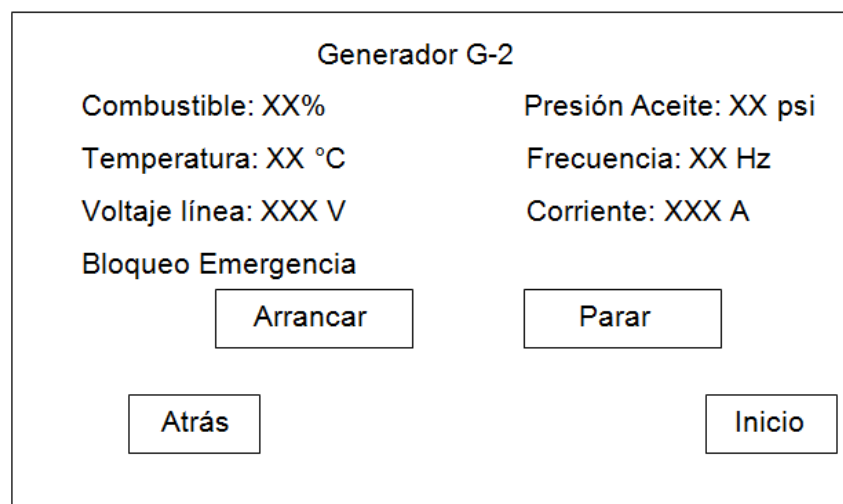 Generador G-2
Combustible: XX% Presión Aceite: XX psi
Temperatura: XX °C Frecuencia: XX Hz
Voltaje línea: XXX V Corriente: XXX A
Bloqueo Emergencia
Arrancar Parar
Atrás Inicio